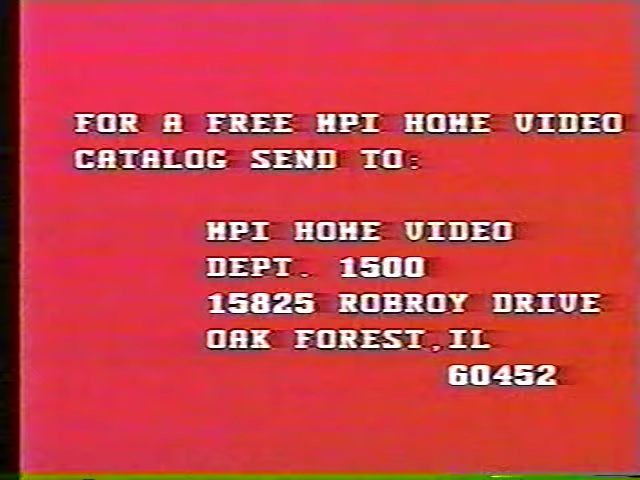 FOR A FREE MPI HOME VIDEO
CATALOG SEND TO:
MPI HOME VIDEO
DEPT. 1500
15825 ROBROY DRIVE
OAK FOREST,IL
60452